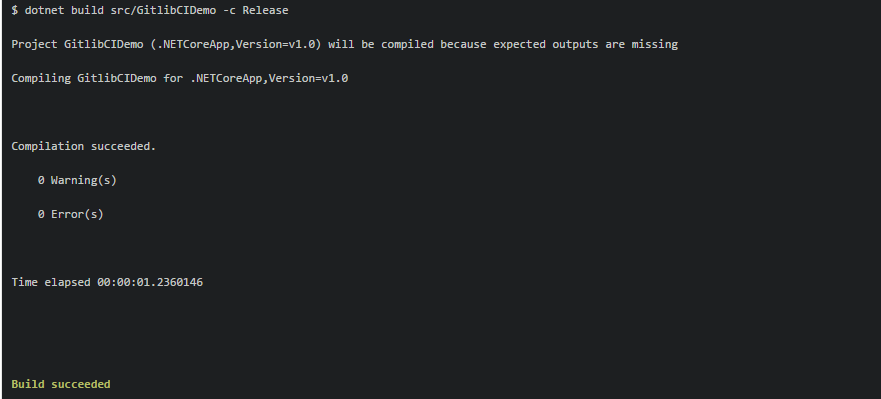 $ dotnet build src/GitlibCIDemo -c Release
Project GitlibCIDemo (.NETCoreApp,Version=v1.0) will be compiled because expected outputs are missing
Compiling GitlibCIDemo for .NETCoreApp,Version=v1.0
Compilation succeeded.
0 Warning(s)
0 Error(s)
Time elapsed 00:00:01.2360146
Build succeeded